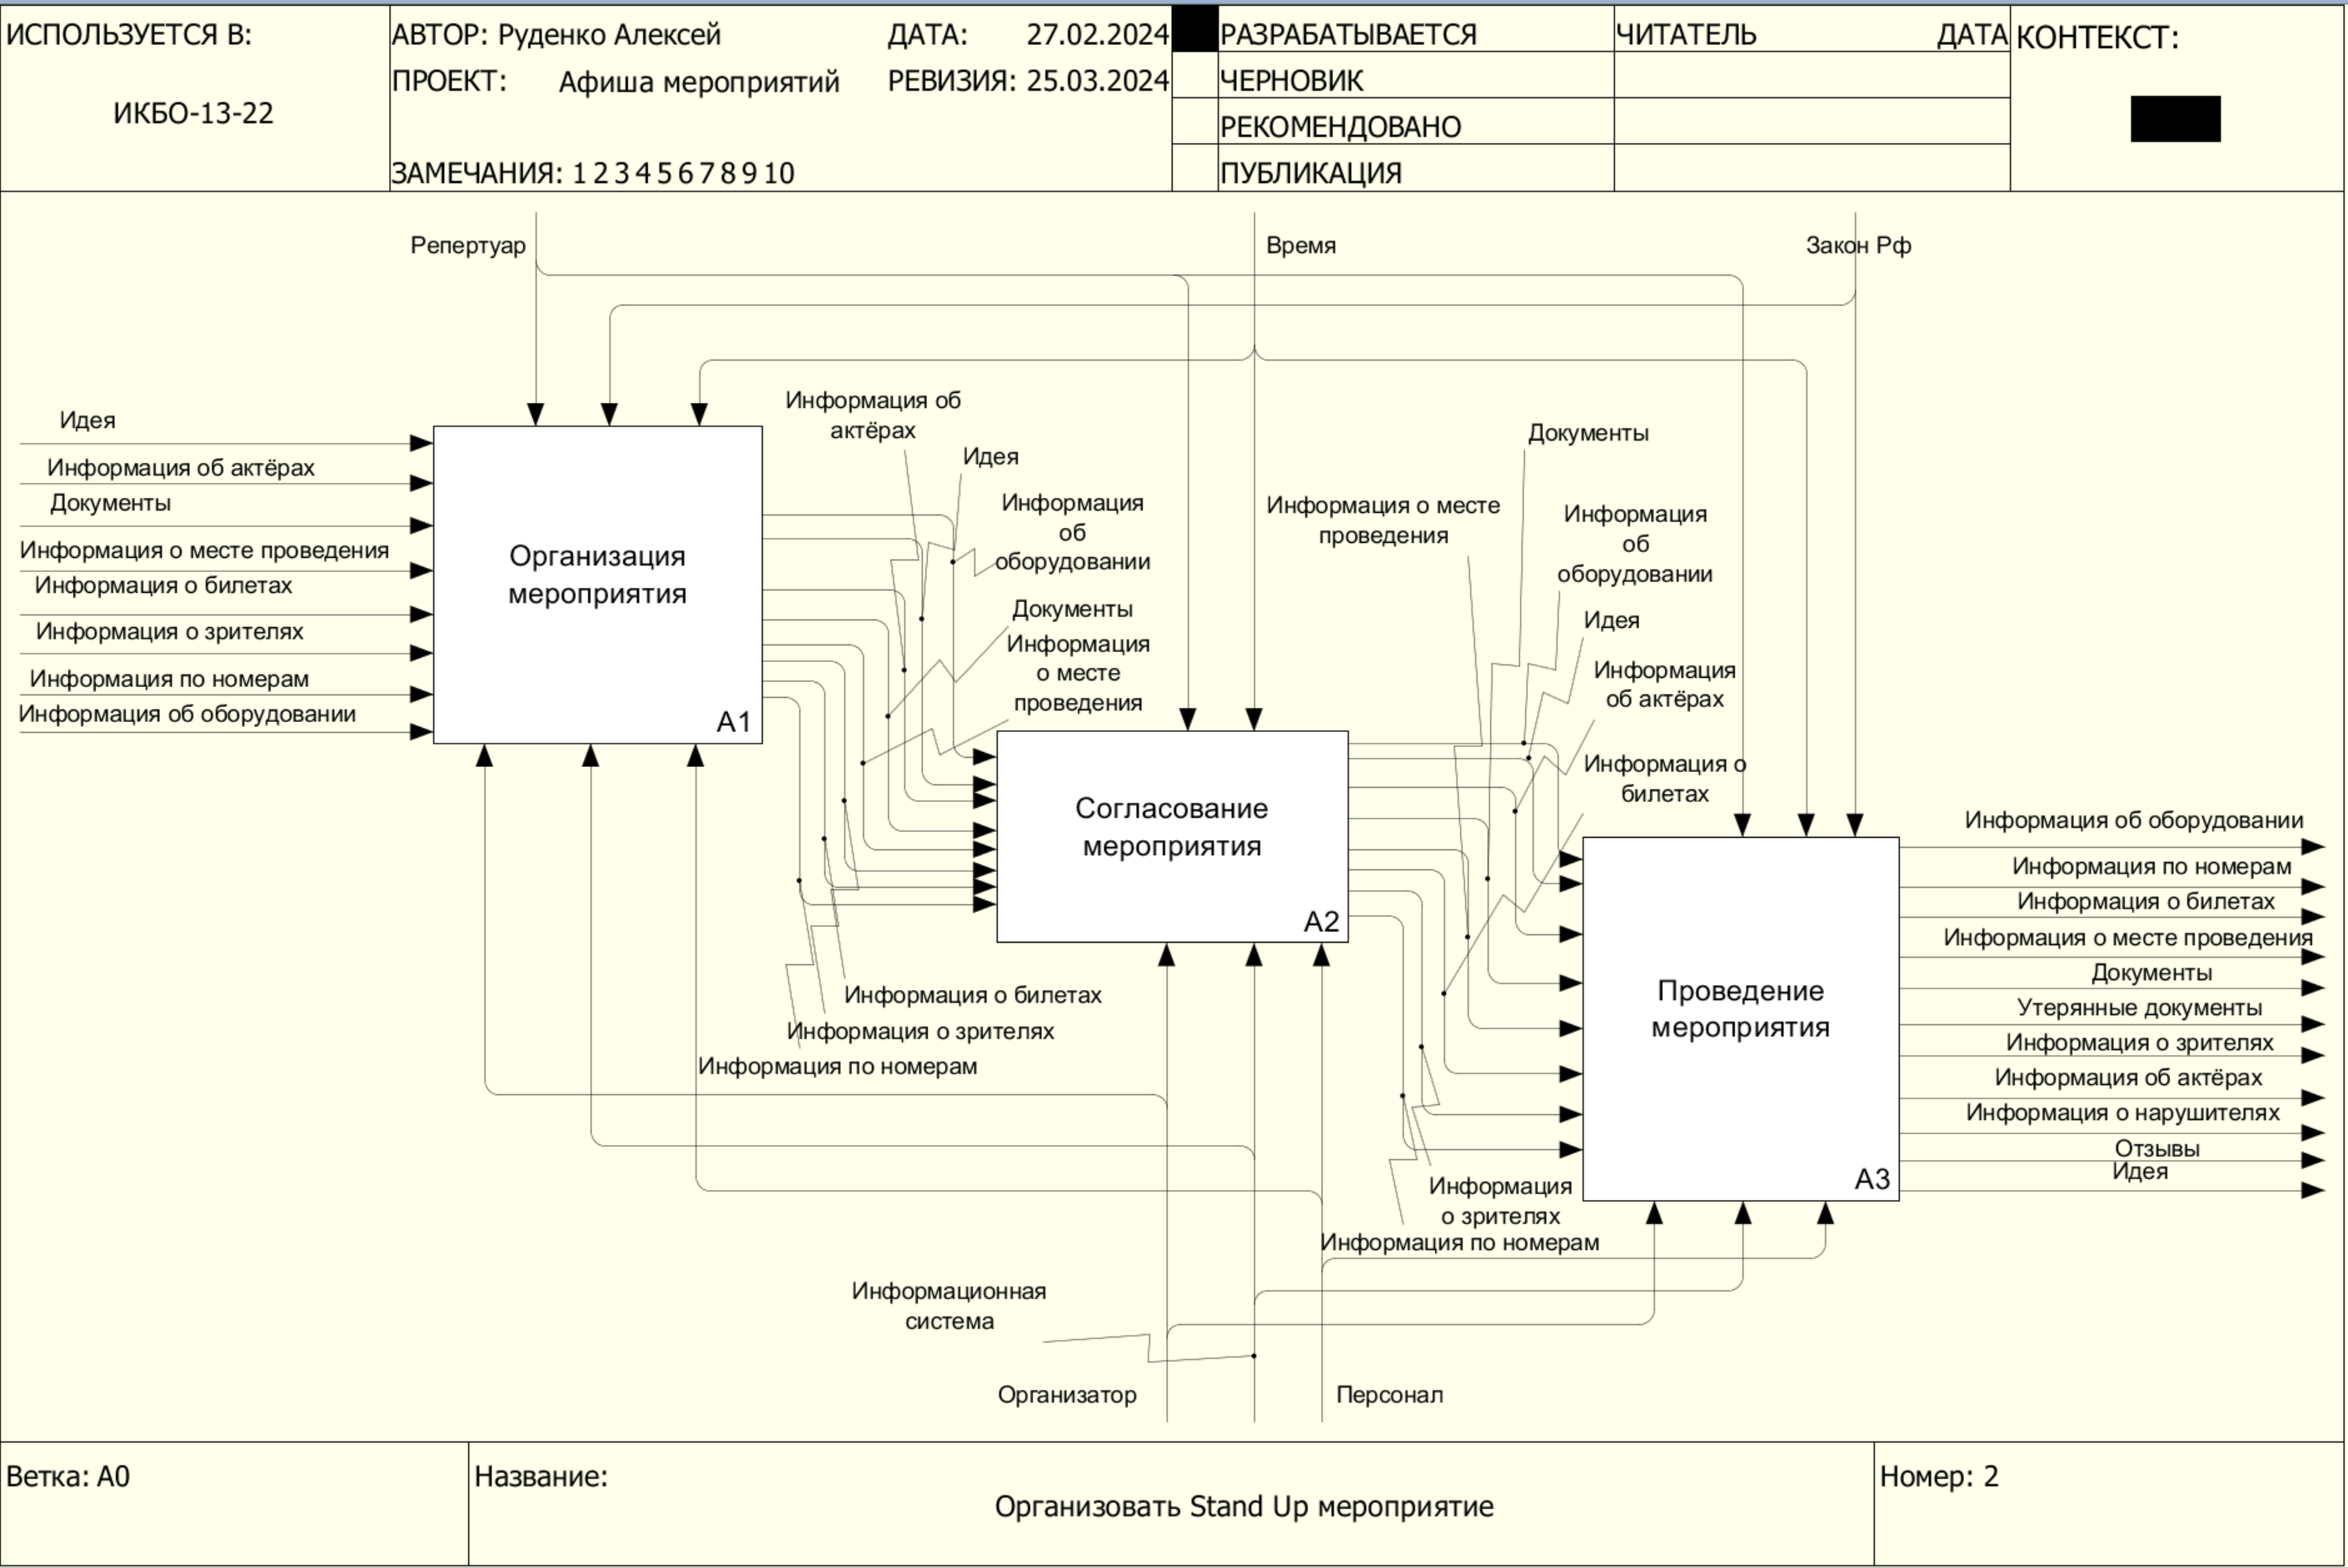 ИСПОЛЬЗУЕТСЯ В:
ИКБО-13-22
АВТОР: Руденко Алексей
ДАТА: 27.02.2024
ПРОЕКТ: Афиша мероприятий
РЕВИЗИЯ: 25.03.2024
ЗАМЕЧАНИЯ: 1 2 3 4 5 6 7 8 9 10
РАЗРАБАТЫВАЕТСЯ
ЧЕРНОВИК
РЕКОМЕНДОВАНО
ПУБЛИКАЦИЯ
ЧИТАТЕЛЬ
ДАТА
КОНТЕКСТ:
Репертуар
Время
Закон Рф
Идея
Информация об актёрах
Документы
Информация о месте проведения
Информация о билетах
Информация о зрителях
Информация по номерам
Информация об оборудовании
Организация
мероприятия
A1
Информация об
актёрах
Идея
Информация
об
оборудовании
Документы
Информация
о месте
проведения
Информация о билетах
Информация о зрителях
Информация по номерам
Согласование
мероприятия
A2
Документы
Информация о месте
проведения
Информация
об
оборудовании
Идея
Информация
об актёрах
Информация о
билетах
Информация
о зрителях
Информация по номерам
Проведение
мероприятия
A3
Информация об оборудовании
Информация по номерам
Информация о билетах
Информация о месте проведения
Документы
Утерянные документы
Информация о зрителях
Информация об актёрах
Информация о нарушителях
Отзывы
Идея
Информационная
система
Организатор
Персонал
Ветка: A0
Название:
Организовать Stand Up мероприятие
Номер: 2